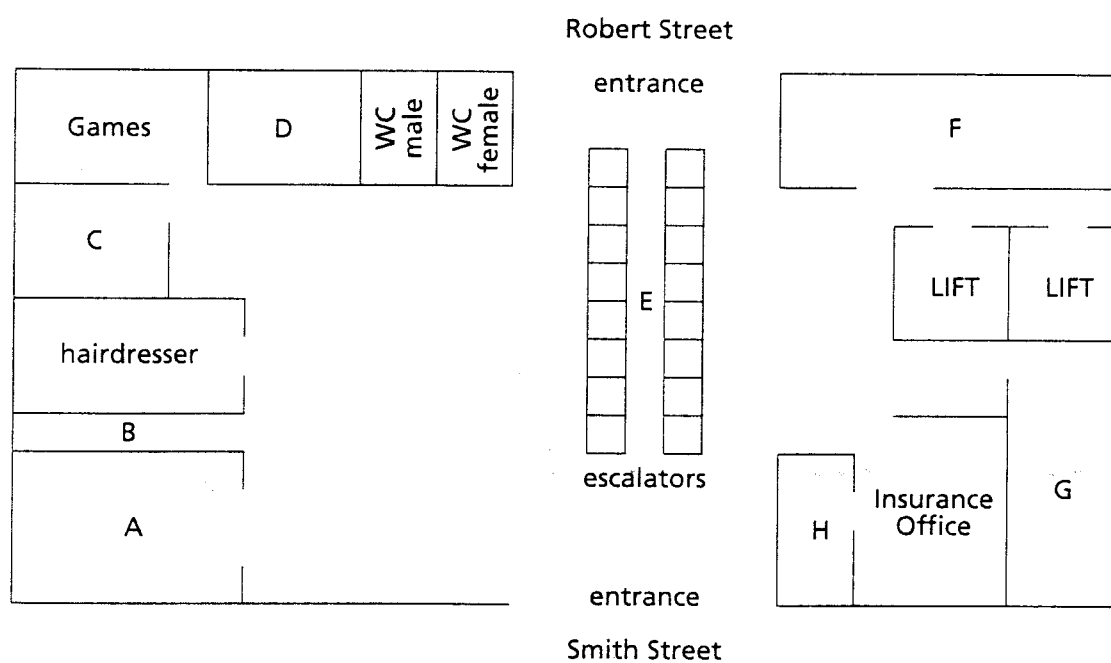 Robert Street
entrance
Games
D
WC
male
WC
female
F
C
E
LIFT
LIFT
hairdresser
B
escalators
A
H
Insurance
Office
G
entrance
Smith Street